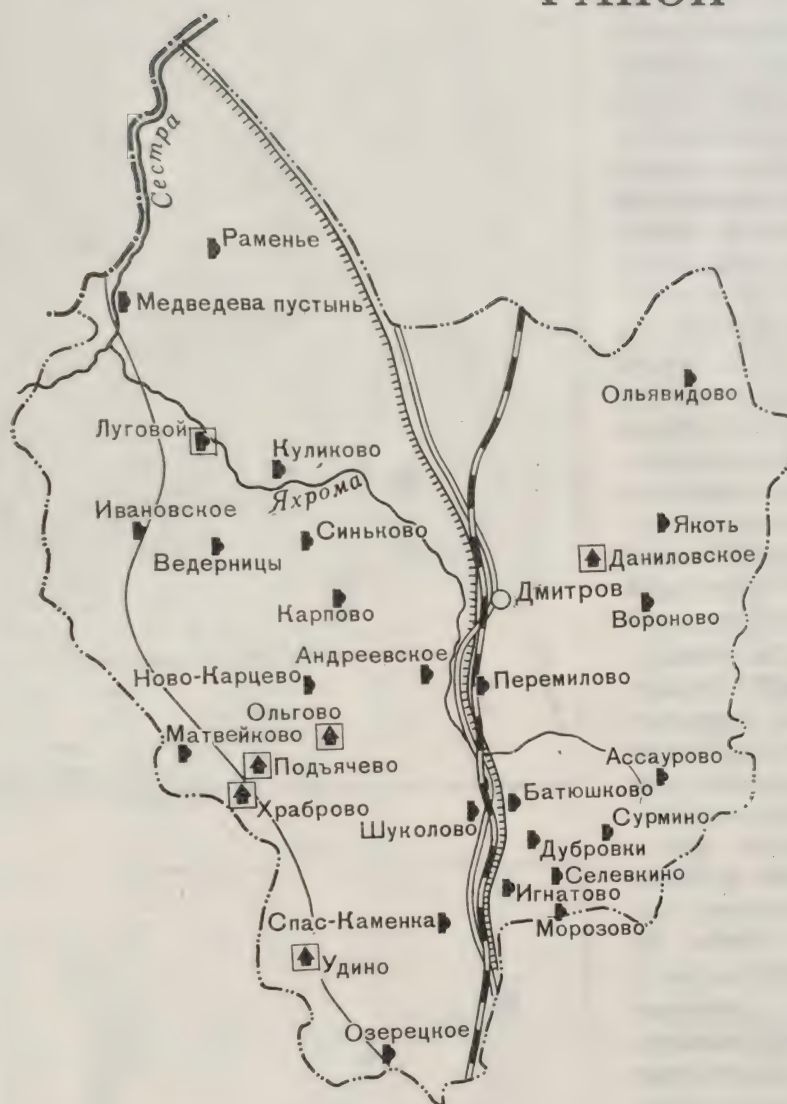 РАЙОН
Сестра
Раменье
Медведева пустынь
Ольявидово
Луговой
Куликово
Яхрома
Ивановское
Синьково
Якоть
Ведерницы
Даниловское
Дмитров
Карпово
Вороново
Андреевское
Ново-Карцево
Перемилово
Ольгово
Матвейково
Ассаурово
Подъячево
Батюшково
Храброво
Шуколово
Сурмино
Дубровки
Селевкино
Игнатово
Спас-Каменка
Морозово
Удино
Озерецкое